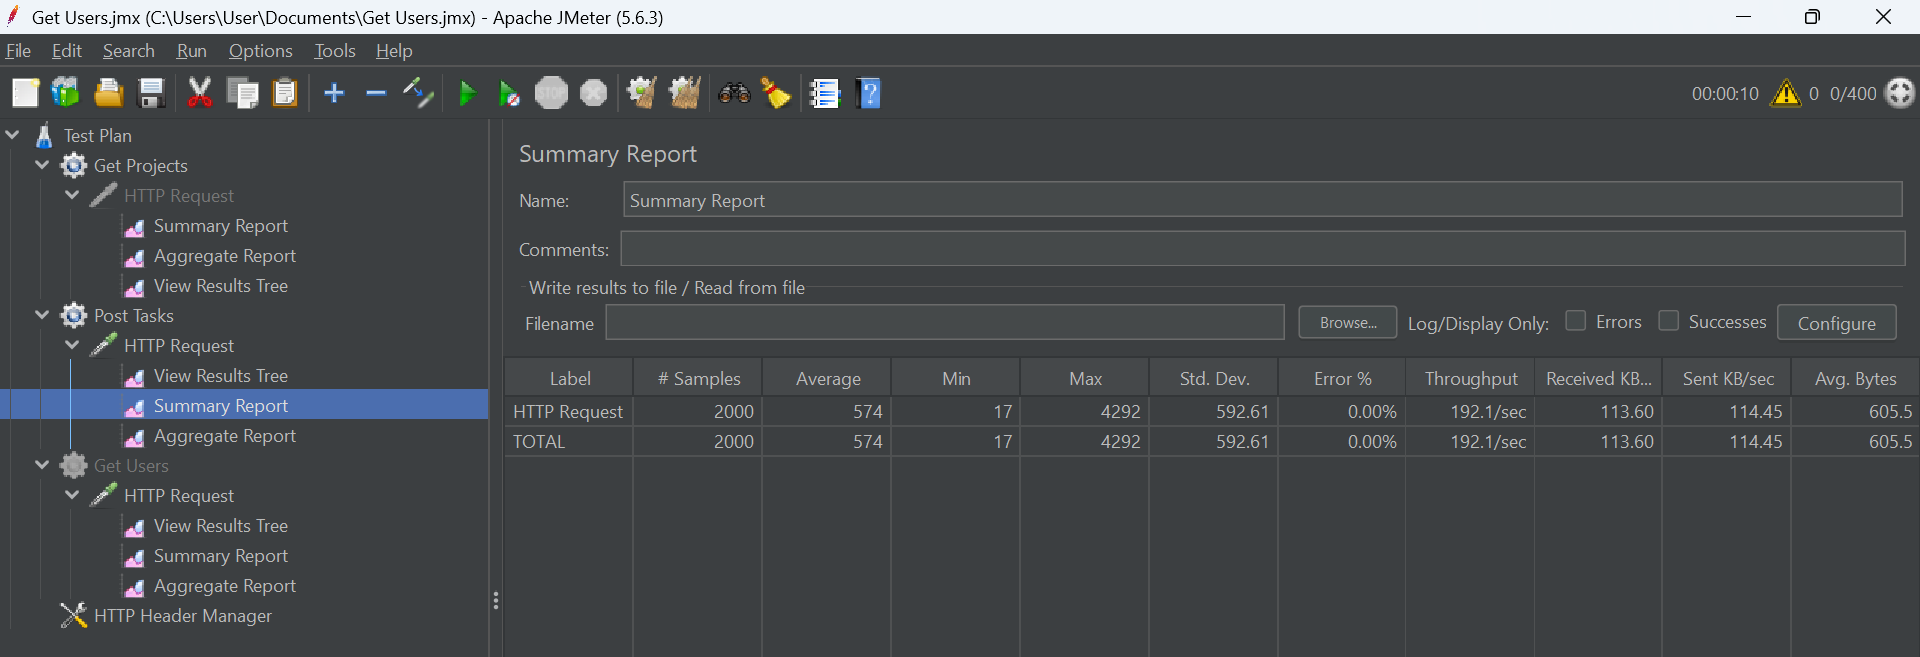 Get Users.jmx (C:\Users\User\Documents\Get Users.jmx) - Apache JMeter (5.6.3)
File Edit Search Run Options Tools Help
STOP
00:00:10 0 0/400
Test Plan
Get Projects
HTTP Request
Summary Report
Aggregate Report
View Results Tree
Post Tasks
HTTP Request
View Results Tree
Summary Report
Aggregate Report
Get Users
HTTP Request
View Results Tree
Summary Report
Aggregate Report
HTTP Header Manager
Summary Report
Name: Summary Report
Comments:
Write results to file / Read from file
Filename Browse... Log/Display Only: Errors Successes Configure
Label # Samples Average Min Max Std. Dev. Error % Throughput Received KB... Sent KB/sec Avg. Bytes
HTTP Request 2000 574 17 4292 592.61 0.00% 192.1/sec 113.60 114.45 605.5
TOTAL 2000 574 17 4292 592.61 0.00% 192.1/sec 113.60 114.45 605.5